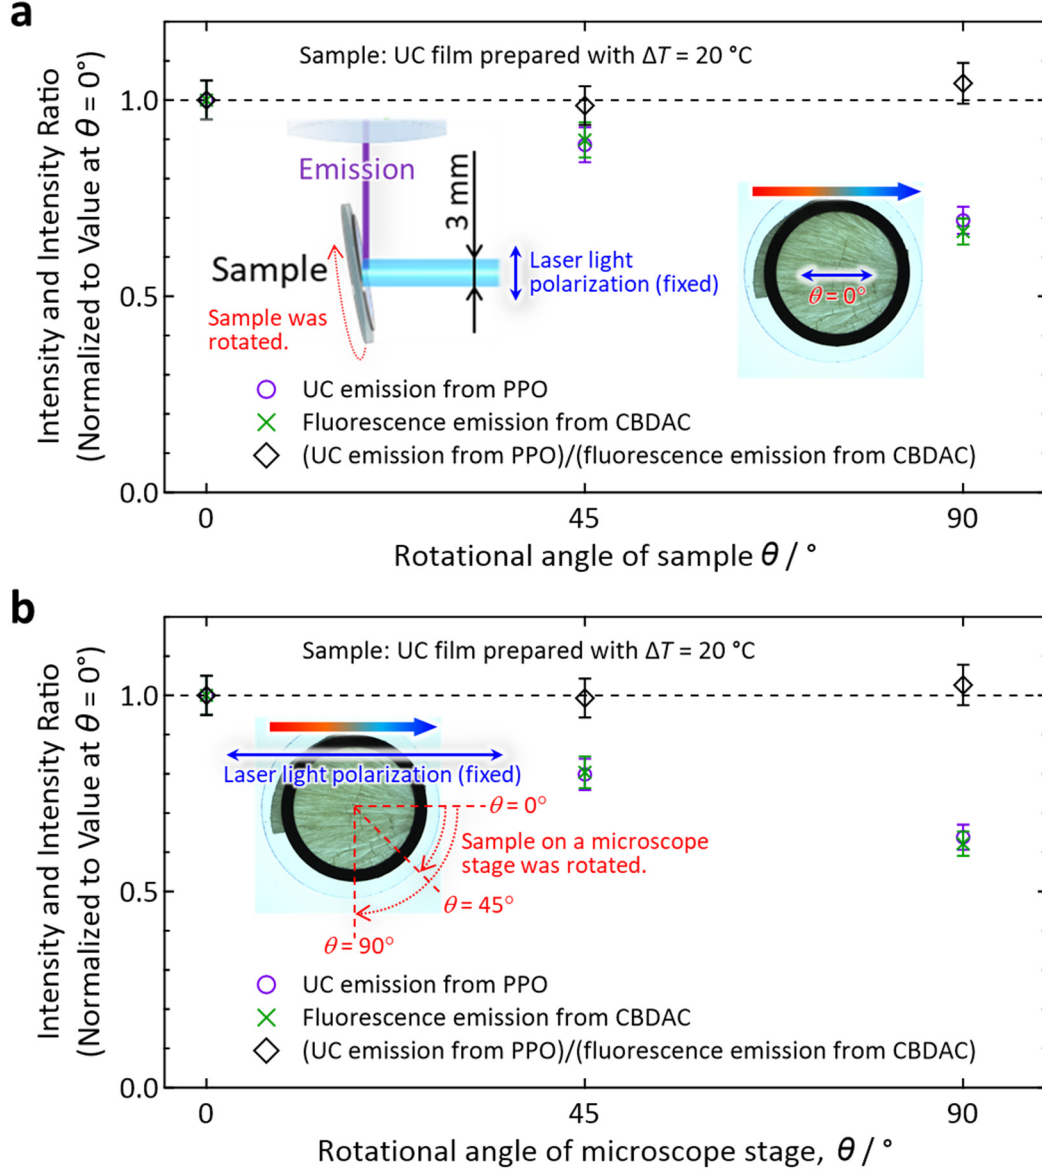 a
Intensity and Intensity Ratio
(Normalized to Value at θ = 0°)
Sample: UC film prepared with ΔT = 20 °C
1.0
0.5
0.0
Emission
3 mm
Sample
Laser light
polarization (fixed)
Sample was
rotated.
θ = 0°
UC emission from PPO
Fluorescence emission from CBDAC
(UC emission from PPO)/(fluorescence emission from CBDAC)
0 45 90
Rotational angle of sample θ / °
b
Intensity and Intensity Ratio
(Normalized to Value at θ = 0°)
Sample: UC film prepared with ΔT = 20 °C
1.0
0.5
0.0
Laser light polarization (fixed)
θ = 0°
Sample on a microscope
stage was rotated.
θ = 45°
θ = 90°
UC emission from PPO
Fluorescence emission from CBDAC
(UC emission from PPO)/(fluorescence emission from CBDAC)
0 45 90
Rotational angle of microscope stage, θ / °